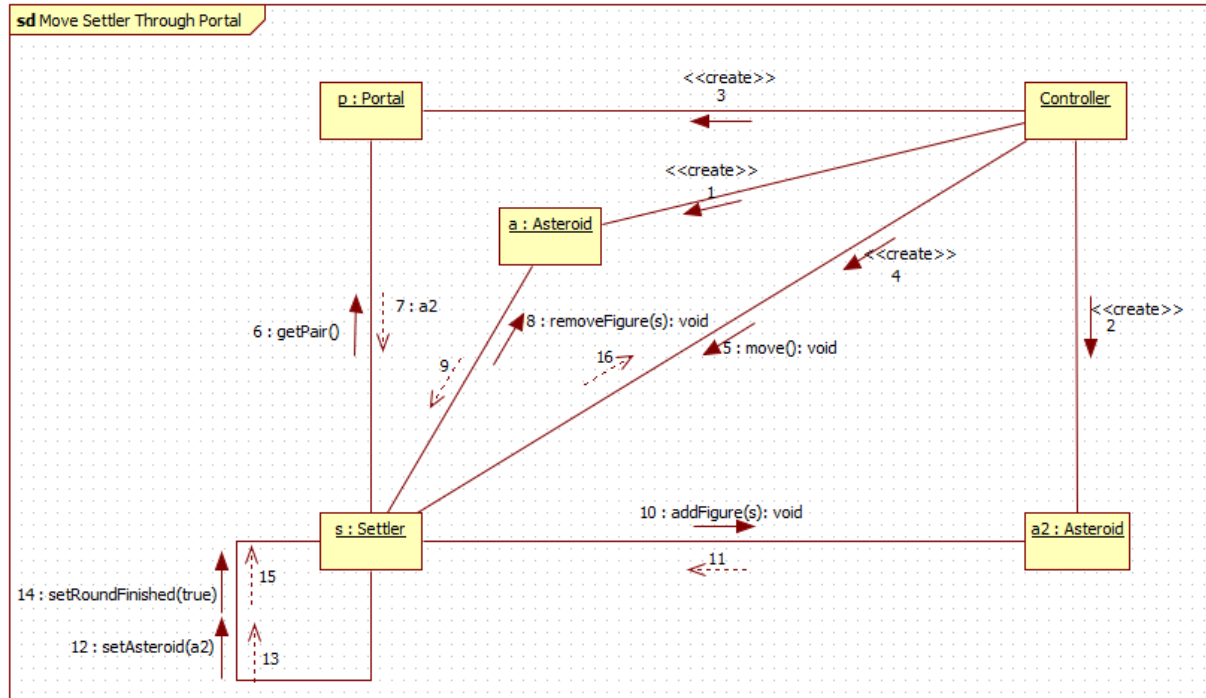 sd Move Settler Through Portal
<<create>>
3
p : Portal
Controller
<<create>>
1
a : Asteroid
<<create>>
4
7 : a2
6 : getPair()
8 : removeFigure(s): void
<<create>>
2
9
16
5 : move(): void
10 : addFigure(s): void
s : Settler
a2 : Asteroid
11
15
14 : setRoundFinished(true)
12 : setAsteroid(a2)
13